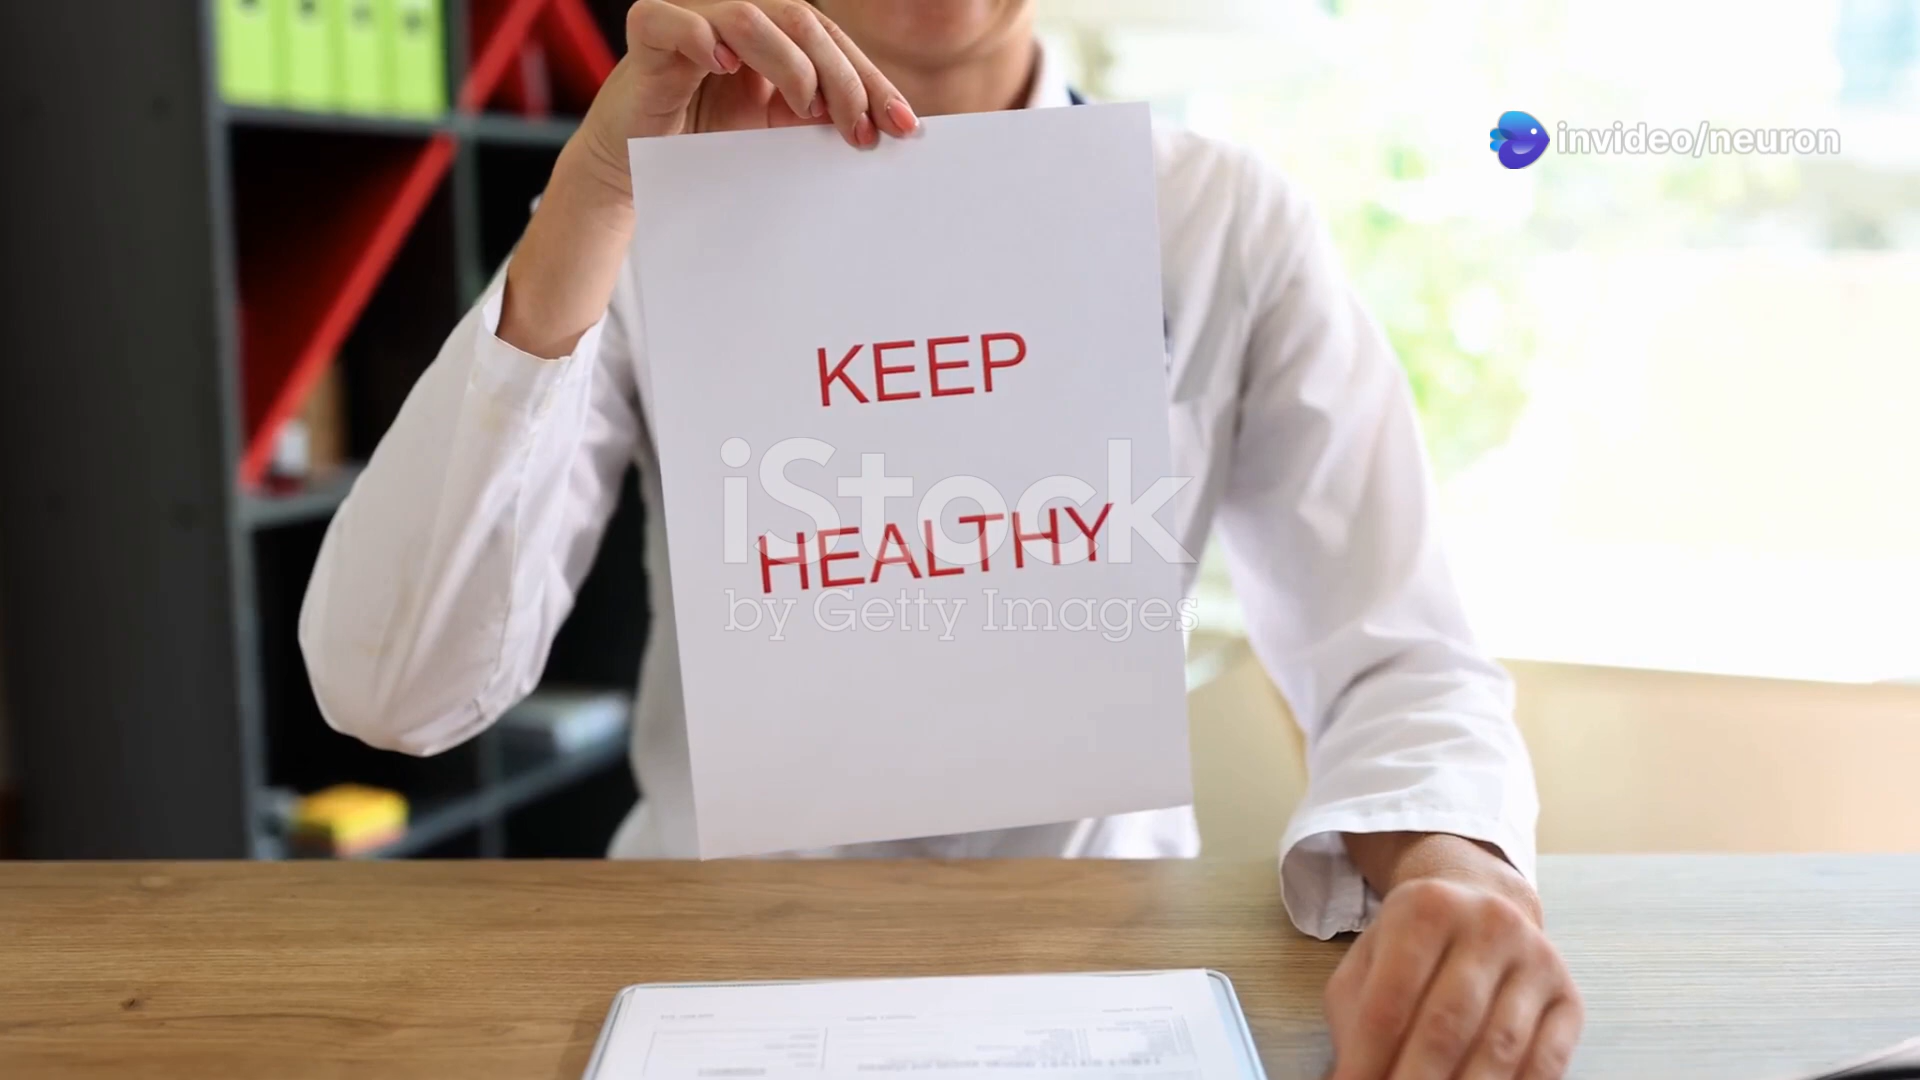 invideo/neuron
KEEP
HEALTHY
iStock
by Getty Images